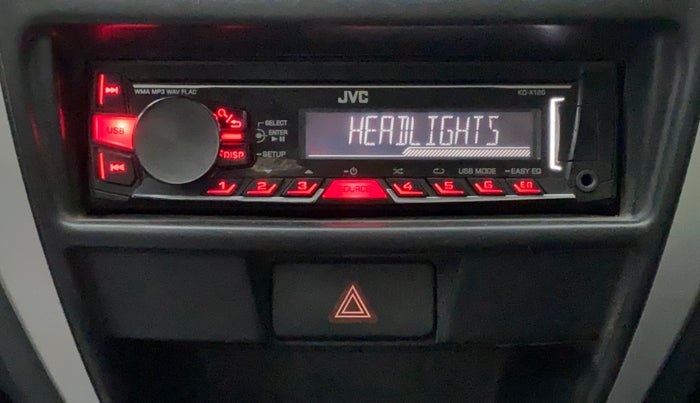 WMA MP3 WAV FLAC
JVC
KD-X120
USB
DISP
SELECT
ENTER
SETUP
HEADLIGHTS
USB MODE
EASY EQ
1
2
3
SOURCE
4
5
6
EQ